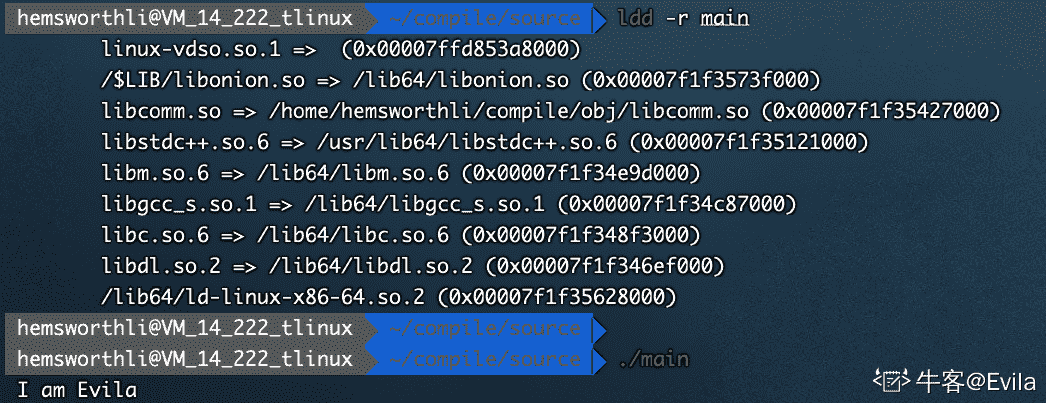 hemsworthli@VM_14_222_tlinux ~/compile/source ldd -r main
linux-vdso.so.1 => (0x00007ffd853a8000)
/$LIB/libonion.so => /lib64/libonion.so (0x00007f1f3573f000)
libcomm.so => /home/hemsworthli/compile/obj/libcomm.so (0x00007f1f35427000)
libstdc++.so.6 => /usr/lib64/libstdc++.so.6 (0x00007f1f35121000)
libm.so.6 => /lib64/libm.so.6 (0x00007f1f34e9d000)
libgcc_s.so.1 => /lib64/libgcc_s.so.1 (0x00007f1f34c87000)
libc.so.6 => /lib64/libc.so.6 (0x00007f1f348f3000)
libdl.so.2 => /lib64/libdl.so.2 (0x00007f1f346ef000)
/lib64/ld-linux-x86-64.so.2 (0x00007f1f35628000)
hemsworthli@VM_14_222_tlinux ~/compile/source
hemsworthli@VM_14_222_tlinux ~/compile/source ./main
I am Evila
牛客@Evila